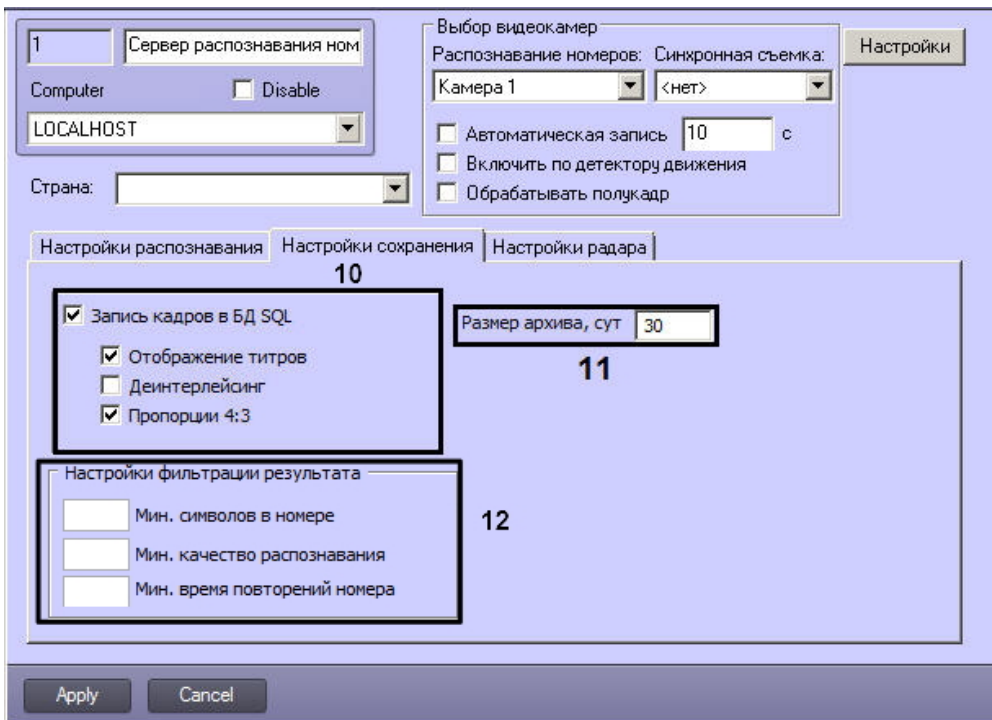 1
Сервер распознавания ном
Computer
Disable
LOCALHOST
Страна:
Выбор видеокамер
Распознавание номеров: Синхронная съемка:
Камера 1
<нет>
Автоматическая запись 10 с
Включить по детектору движения
Обрабатывать полукадр
Настройки
Настройки распознавания
Настройки сохранения
Настройки радара
10
Запись кадров в БД SQL
Отображение титров
Деинтерлейсинг
Пропорции 4:3
Размер архива, сут 30
11
Настройки фильтрации результата
Мин. символов в номере
Мин. качество распознавания
Мин. время повторений номера
12
Apply
Cancel